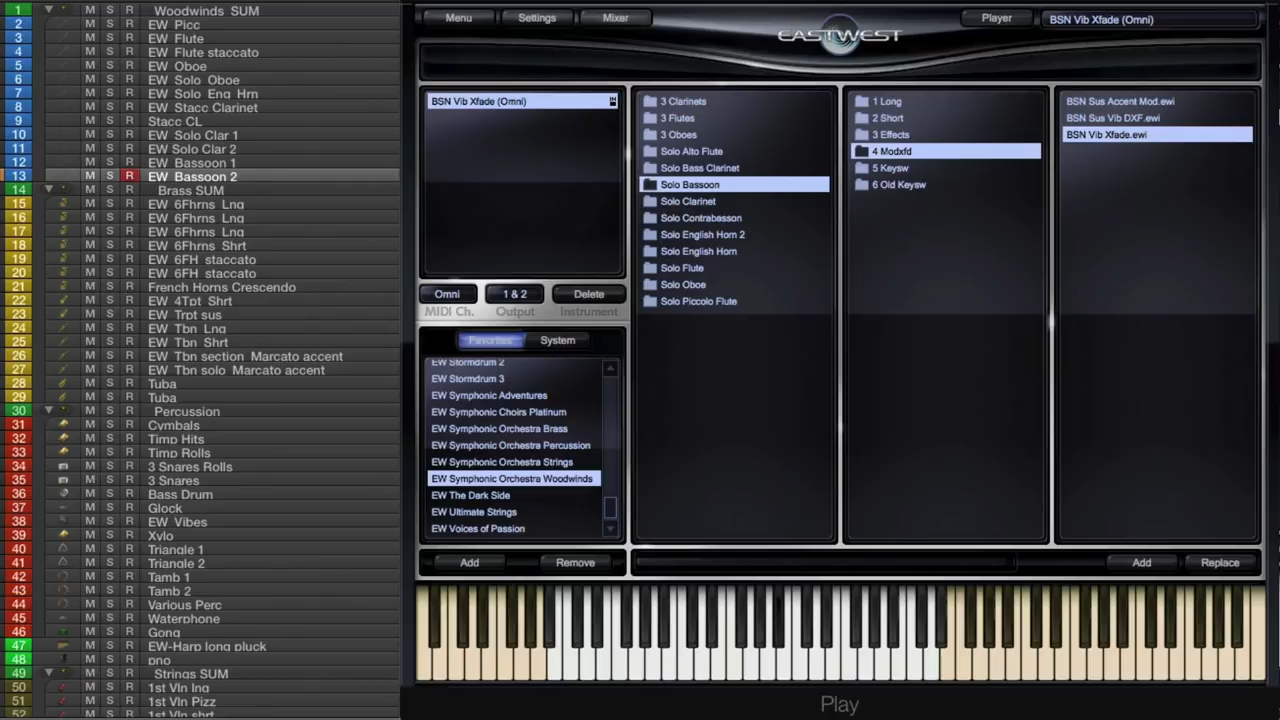 1 M S R Woodwinds SUM
2 M S R EW Picc
3 M S R EW Flute
4 M S R EW Flute staccato
5 M S R EW Oboe
6 M S R EW Solo Oboe
7 M S R EW Solo Eng Hrn
8 M S R EW Stacc Clarinet
9 M S R Stacc CL
10 M S R EW Solo Clar 1
11 M S R EW Solo Clar 2
12 M S R EW Bassoon 1
13 M S R EW Bassoon 2
14 M S R Brass SUM
15 M S R EW 6Fhrns Lng
16 M S R EW 6Fhrns Lng
17 M S R EW 6Fhrns Lng
18 M S R EW 6Fhrns Shrt
19 M S R EW 6FH staccato
20 M S R EW 6FH staccato
21 M S R French Horns Crescendo
22 M S R EW 4Tpt Shrt
23 M S R EW Trpt sus
24 M S R EW Tbn Lng
25 M S R EW Tbn Shrt
26 M S R EW Tbn section Marcato accent
27 M S R EW Tbn solo Marcato accent
28 M S R Tuba
29 M S R Tuba
30 M S R Percussion
31 M S R Cymbals
32 M S R Timp Hits
33 M S R Timp Rolls
34 M S R 3 Snares Rolls
35 M S R 3 Snares
36 M S R Bass Drum
37 M S R Glock
38 M S R EW Vibes
39 M S R Xvlo
40 M S R Triangle 1
41 M S R Triangle 2
42 M S R Tamb 1
43 M S R Tamb 2
44 M S R Various Perc
45 M S R Waterphone
46 M S R Gong
47 M S R EW-Harp long pluck
48 M S R pno
49 M S R Strings SUM
50 M S R 1st Vln lng
51 M S R 1st Vln Pizz
52 M S R 1st Vln shrt
Menu
Settings
Mixer
EASTWEST
Player
BSN Vib Xfade (Omni)
BSN Vib Xfade (Omni)
Omni
1 & 2
Delete
MIDI Ch.
Output
Instrument
Favorites
System
EW Stormdrum 2
EW Stormdrum 3
EW Symphonic Adventures
EW Symphonic Choirs Platinum
EW Symphonic Orchestra Brass
EW Symphonic Orchestra Percussion
EW Symphonic Orchestra Strings
EW Symphonic Orchestra Woodwinds
EW The Dark Side
EW Ultimate Strings
EW Voices of Passion
Add
Remove
3 Clarinets
3 Flutes
3 Oboes
Solo Alto Flute
Solo Bass Clarinet
Solo Bassoon
Solo Clarinet
Solo Contrabasson
Solo English Horn 2
Solo English Horn
Solo Flute
Solo Oboe
Solo Piccolo Flute
1 Long
2 Short
3 Effects
4 Modxfd
5 Keysw
6 Old Keysw
BSN Sus Accent Mod.ewi
BSN Sus Vib DXF.ewi
BSN Vib Xfade.ewi
Add
Replace
Play